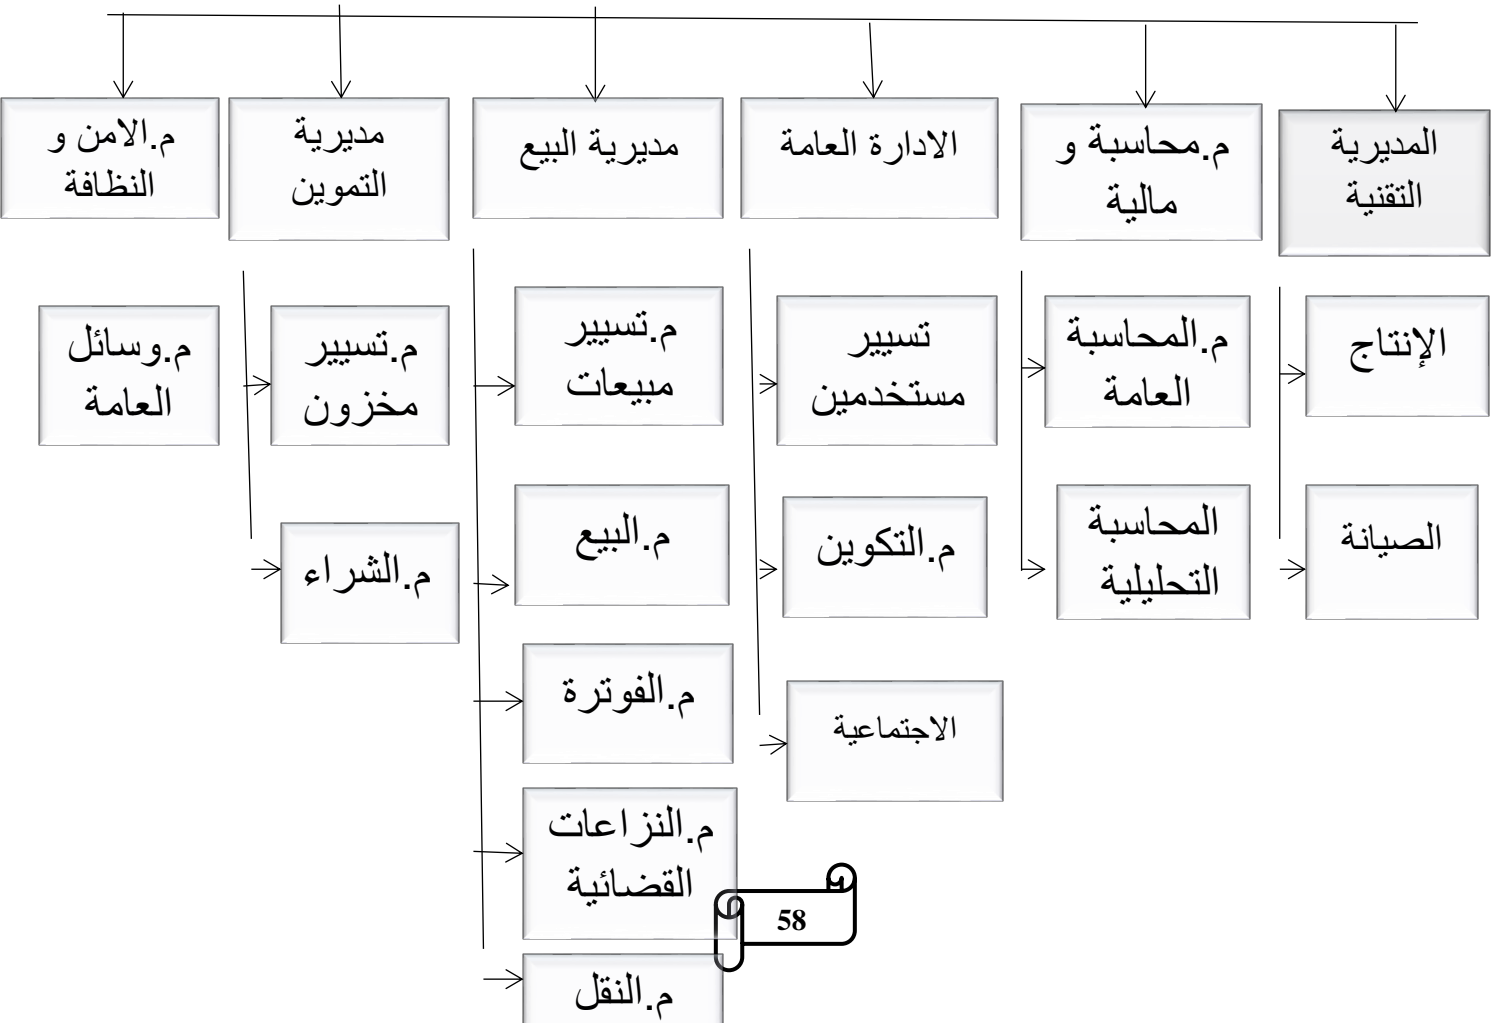 المديرية
التقنية
م.محاسبة و
مالية
الادارة العامة
مديرية البيع
مديرية
التموين
م.الامن و
النظافة
الإنتاج
م.المحاسبة
العامة
تسيير
مستخدمين
م.تسيير
مبيعات
م.تسيير
مخزون
م.وسائل
العامة
الصيانة
المحاسبة
التحليلية
م.التكوين
م.البيع
م.الشراء
الاجتماعية
م.الفوترة
م.النزاعات
القضائية
م.النقل
58